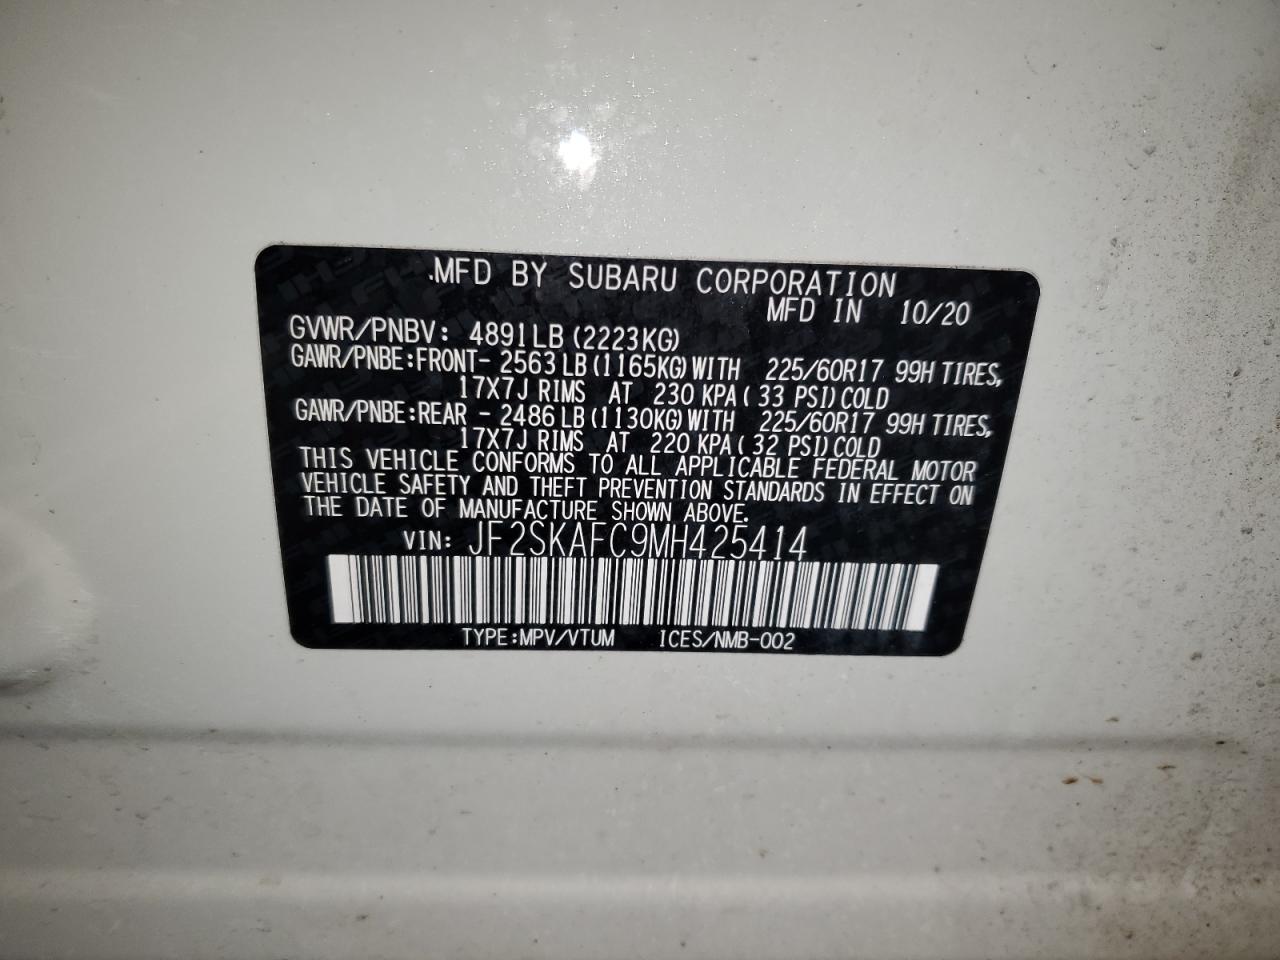 .MFD BY SUBARU CORPORATION
MFD IN 10/20
GVWR/PNBV: 4891LB (2223KG)
GAWR/PNBE:FRONT- 2563LB (1165KG)WITH 225/60R17 99H TIRES,
17X7J RIMS AT 230 KPA( 33 PSI)COLD
GAWR/PNBE:REAR - 2486LB (1130KG)WITH 225/60R17 99H TIRES,
17X7J RIMS AT 220 KPA( 32 PSI)COLD
THIS VEHICLE CONFORMS TO ALL APPLICABLE FEDERAL MOTOR
VEHICLE SAFETY AND THEFT PREVENTION STANDARDS IN EFFECT ON
THE DATE OF MANUFACTURE SHOWN ABOVE.
VIN: JF2SKAFC9MH425414
TYPE:MPV/VTUM ICES/NMB-002